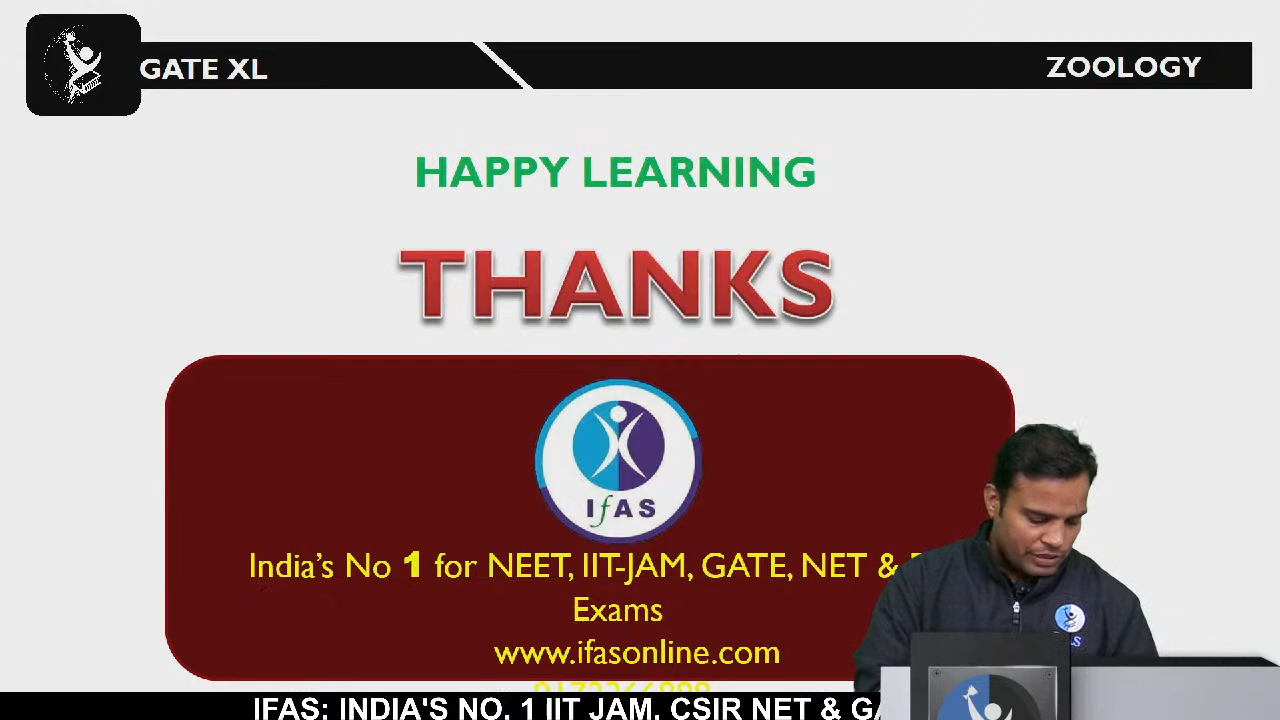 GATE XL
ZOOLOGY
HAPPY LEARNING
THANKS
IfAS
India's No 1 for NEET, IIT-JAM, GATE, NET &
Exams
www.ifasonline.com
IFAS: INDIA'S NO. 1 IIT JAM, CSIR NET &